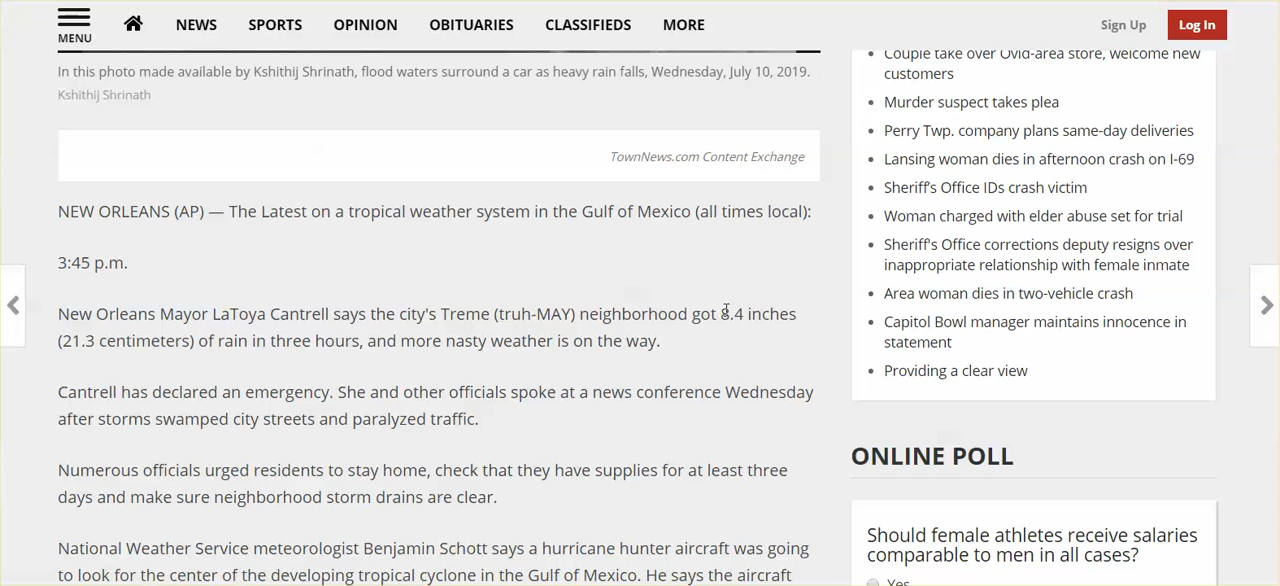 MENU
NEWS
SPORTS
OPINION
OBITUARIES
CLASSIFIEDS
MORE
Sign Up
Log In
In this photo made available by Kshithij Shrinath, flood waters surround a car as heavy rain falls, Wednesday, July 10, 2019.
Kshithij Shrinath
TownNews.com Content Exchange
NEW ORLEANS (AP) — The Latest on a tropical weather system in the Gulf of Mexico (all times local):
3:45 p.m.
New Orleans Mayor LaToya Cantrell says the city's Treme (truh-MAY) neighborhood got 8.4 inches
(21.3 centimeters) of rain in three hours, and more nasty weather is on the way.
Cantrell has declared an emergency. She and other officials spoke at a news conference Wednesday
after storms swamped city streets and paralyzed traffic.
Numerous officials urged residents to stay home, check that they have supplies for at least three
days and make sure neighborhood storm drains are clear.
National Weather Service meteorologist Benjamin Schott says a hurricane hunter aircraft was going
to look for the center of the developing tropical cyclone in the Gulf of Mexico. He says the aircraft
Couple take over Ovid-area store, welcome new
customers
Murder suspect takes plea
Perry Twp. company plans same-day deliveries
Lansing woman dies in afternoon crash on I-69
Sheriff's Office IDs crash victim
Woman charged with elder abuse set for trial
Sheriff's Office corrections deputy resigns over
inappropriate relationship with female inmate
Area woman dies in two-vehicle crash
Capitol Bowl manager maintains innocence in
statement
Providing a clear view
ONLINE POLL
Should female athletes receive salaries
comparable to men in all cases?
Yes